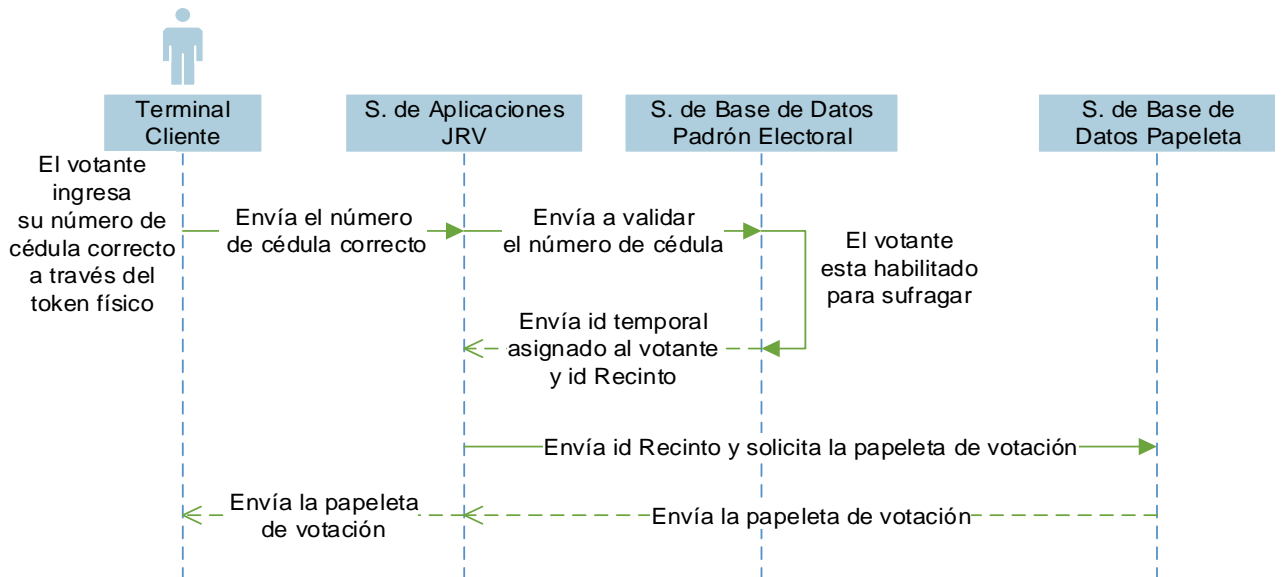 Terminal
Cliente
S. de Aplicaciones
JRV
S. de Base de Datos
Padrón Electoral
S. de Base de
Datos Papeleta
El votante
ingresa
su número de
cédula correcto
a través del
token físico
Envía el número
de cédula correcto
Envía a validar
el número de cédula
El votante
esta habilitado
para sufragar
Envía id temporal
asignado al votante
y id Recinto
Envía id Recinto y solicita la papeleta de votación
Envía la papeleta
de votación
Envía la papeleta de votación